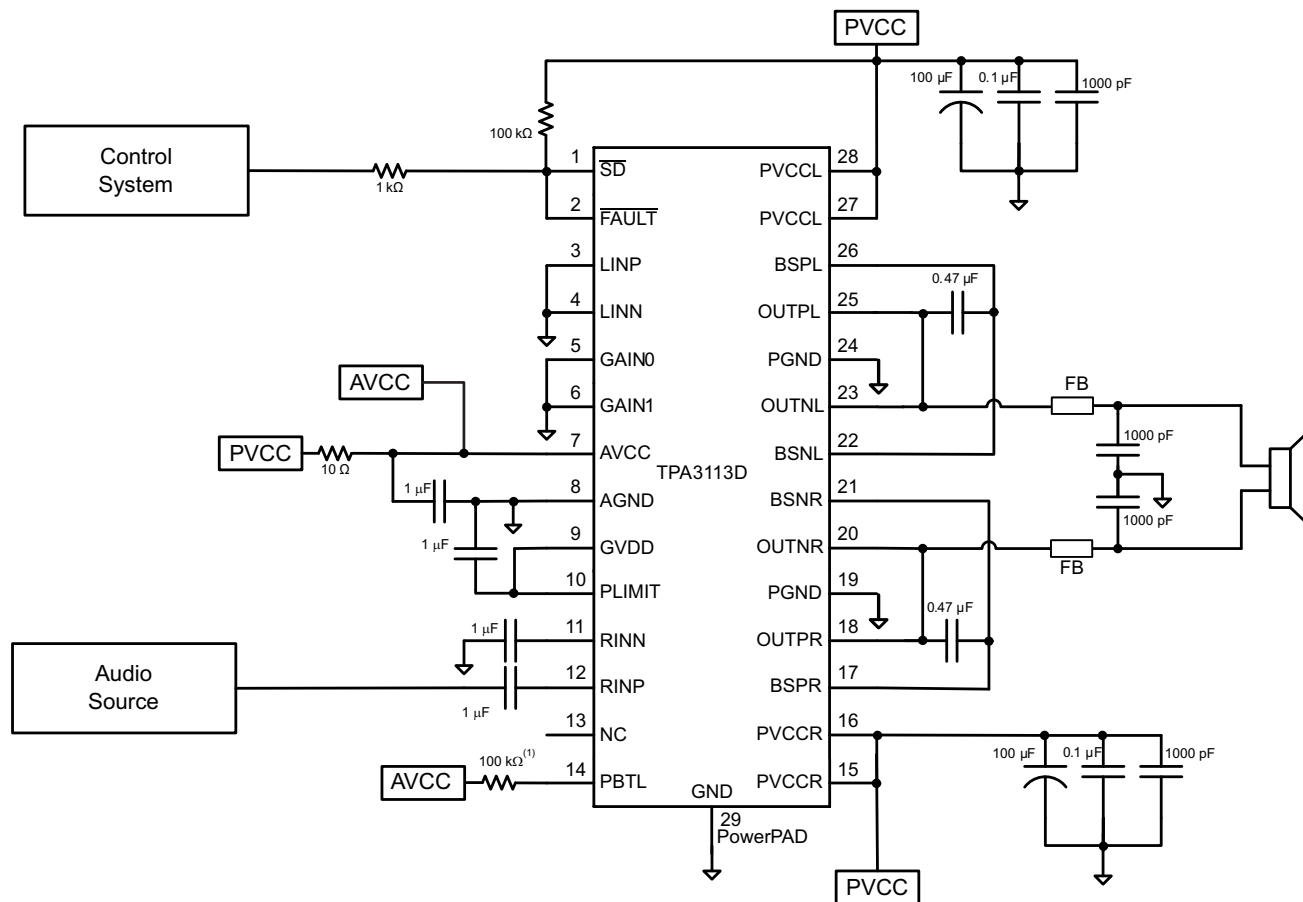 PVCC
100 µF
0.1 µF
1000 pF
100 kΩ
Control
System
1 kΩ
1
SD
28
PVCCL
2
FAULT
27
PVCCL
3
LINP
26
BSPL
0.47 µF
4
LINN
25
OUTPL
5
GAIN0
24
PGND
AVCC
6
GAIN1
23
OUTNL
FB
PVCC
10 Ω
7
AVCC
22
BSNL
1000 pF
TPA3113D
1 µF
8
AGND
21
BSNR
1000 pF
1 µF
9
GVDD
20
OUTNR
FB
10
PLIMIT
19
PGND
0.47 µF
1 µF
11
RINN
18
OUTPR
Audio
Source
12
RINP
17
BSPR
1 µF
13
NC
16
PVCCR
100 µF
0.1 µF
1000 pF
AVCC
100 kΩ(1)
14
PBTL
15
PVCCR
GND
29
PowerPAD
PVCC